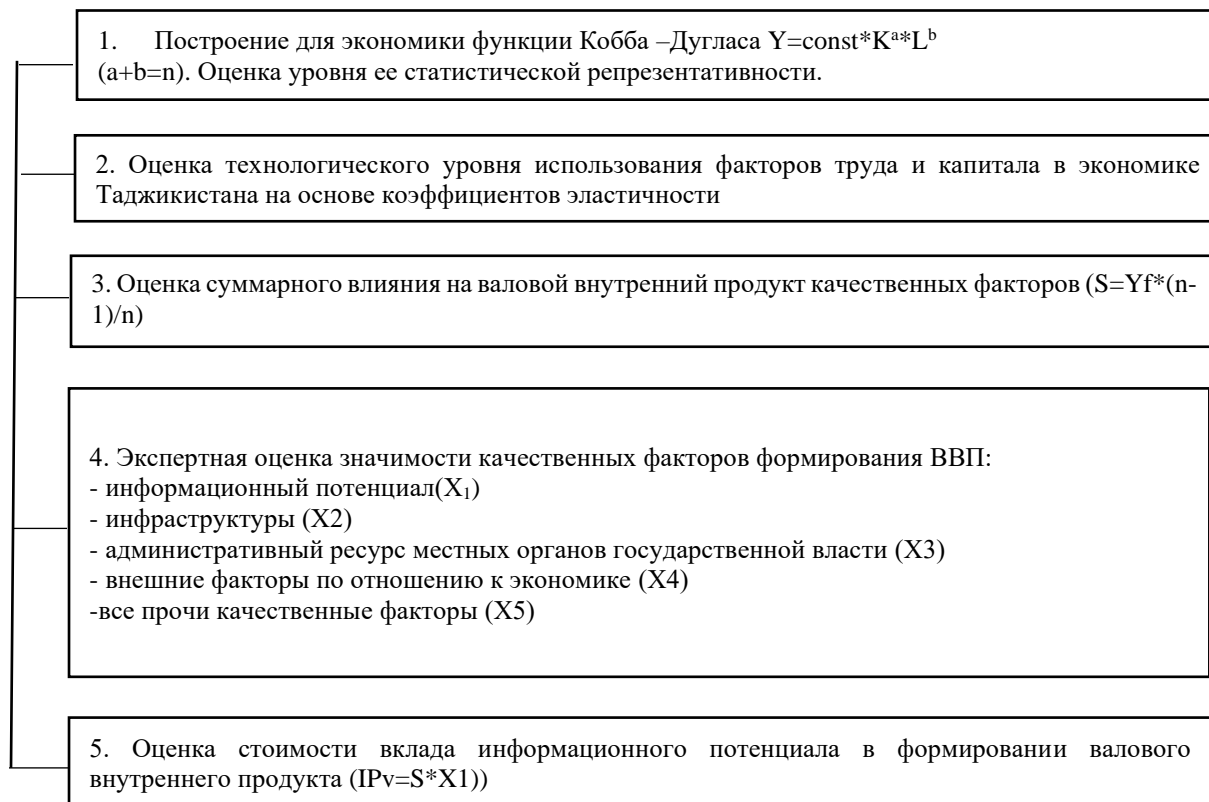 1. Построение для экономики функции Кобба –Дугласа Y=const*Kᵃ*Lᵇ
(a+b=n). Оценка уровня ее статистической репрезентативности.
2. Оценка технологического уровня использования факторов труда и капитала в экономике
Таджикистана на основе коэффициентов эластичности
3. Оценка суммарного влияния на валовой внутренний продукт качественных факторов (S=Yf*(n-
1)/n)
4. Экспертная оценка значимости качественных факторов формирования ВВП:
- информационный потенциал(X₁)
- инфраструктуры (X2)
- административный ресурс местных органов государственной власти (X3)
- внешние факторы по отношению к экономике (X4)
-все прочи качественные факторы (X5)
5. Оценка стоимости вклада информационного потенциала в формировании валового
внутреннего продукта (IPv=S*X1))